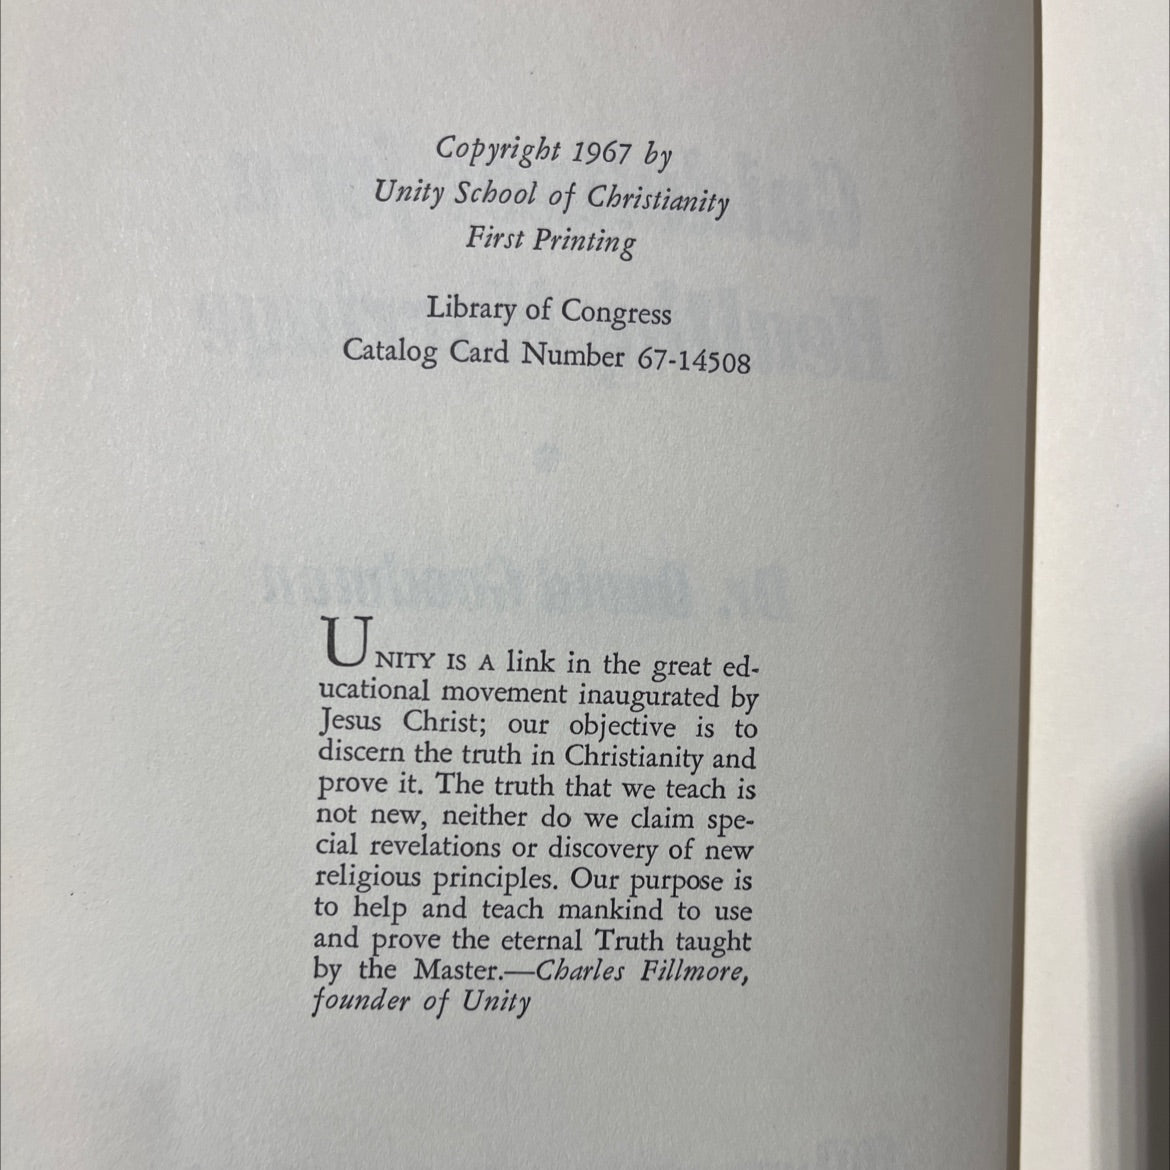 Copyright 1967 by
Unity School of Christianity
First Printing
Library of Congress
Catalog Card Number 67-14508
UNITY IS A link in the great ed-
ucational movement inaugurated by
Jesus Christ; our objective is to
discern the truth in Christianity and
prove it. The truth that we teach is
not new, neither do we claim spe-
cial revelations or discovery of new
religious principles. Our purpose is
to help and teach mankind to use
and prove the eternal Truth taught
by the Master.—Charles Fillmore,
founder of Unity